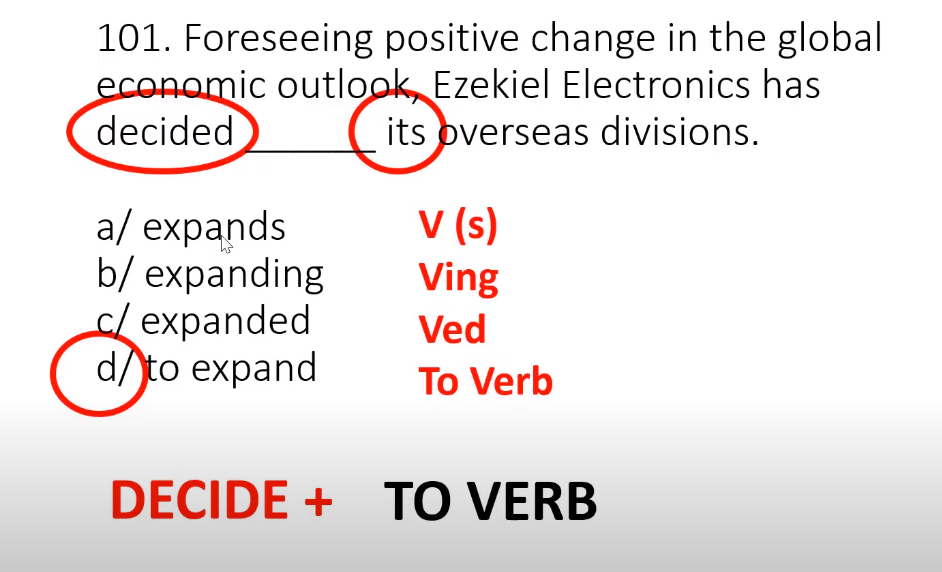 101. Foreseeing positive change in the global
economic outlook, Ezekiel Electronics has
decided ______ its overseas divisions.
a/ expands V (s)
b/ expanding Ving
c/ expanded Ved
d/ to expand To Verb
DECIDE + TO VERB